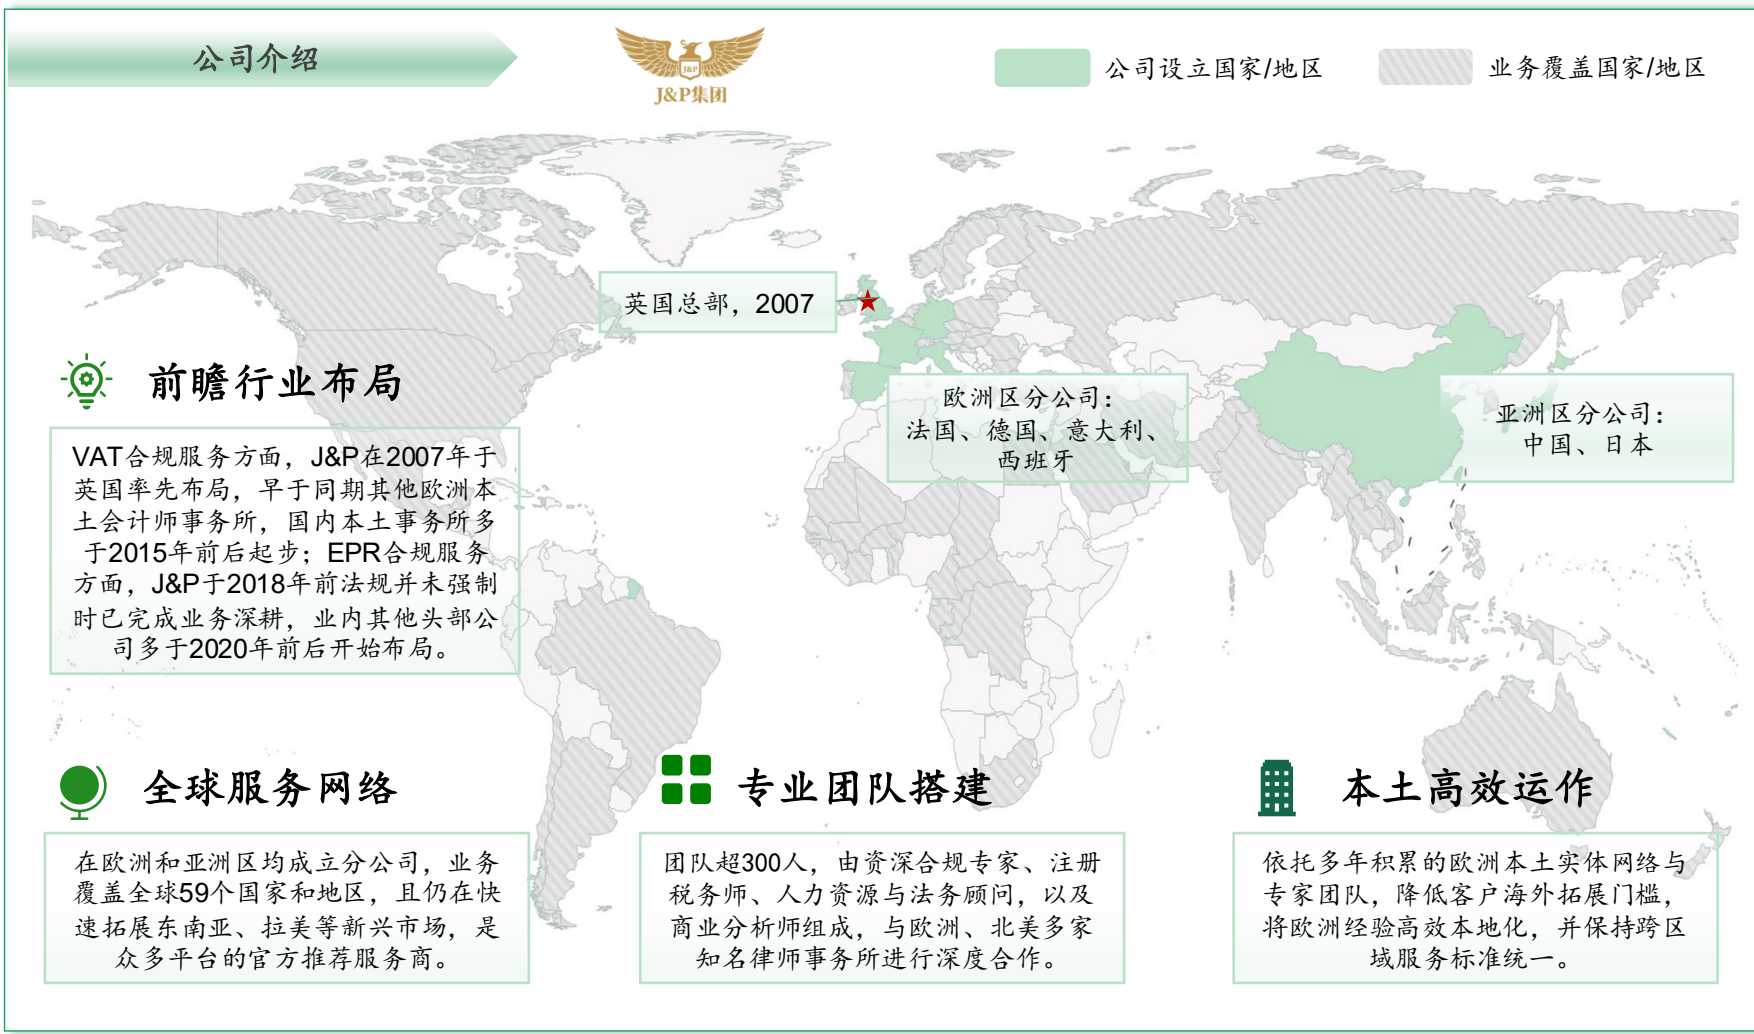 公司介绍
J&P
J&P集团
公司设立国家/地区
业务覆盖国家/地区
英国总部，2007
前瞻行业布局
VAT合规服务方面，J&P在2007年于
英国率先布局，早于同期其他欧洲本
土会计师事务所，国内本土事务所多
于2015年前后起步；EPR合规服务
方面，J&P于2018年前法规并未强制
时已完成业务深耕，业内其他头部公
司多于2020年前后开始布局。
欧洲区分公司：
法国、德国、意大利、
西班牙
亚洲区分公司：
中国、日本
全球服务网络
在欧洲和亚洲区均成立分公司，业务
覆盖全球59个国家和地区，且仍在快
速拓展东南亚、拉美等新兴市场，是
众多平台的官方推荐服务商。
专业团队搭建
团队超300人，由资深合规专家、注册
税务师、人力资源与法务顾问，以及
商业分析师组成，与欧洲、北美多家
知名律师事务所进行深度合作。
本土高效运作
依托多年积累的欧洲本土实体网络与
专家团队，降低客户海外拓展门槛，
将欧洲经验高效本地化，并保持跨区
域服务标准统一。